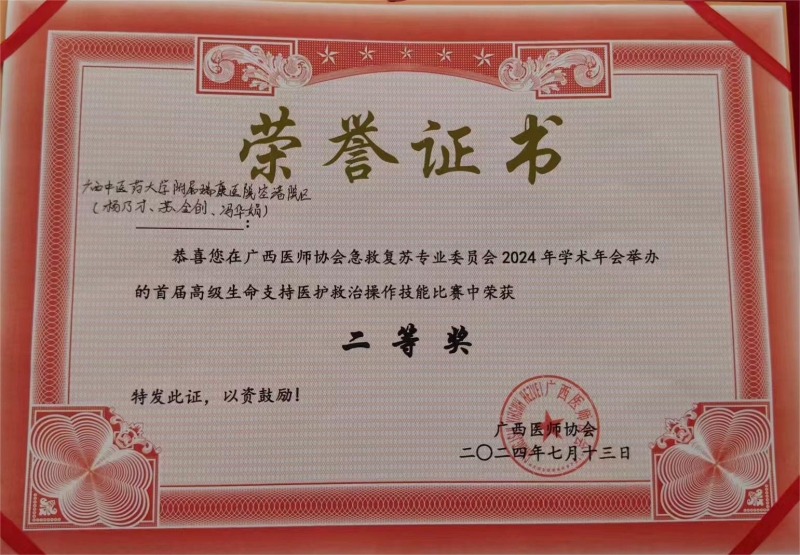 荣誉证书
广西中医药大学附属瑞康医院空港院区
(杨乃才、苏全创、冯华娟)
:
恭喜您在广西医师协会急救复苏专业委员会2024年学术年会举办
的首届高级生命支持医护救治操作技能比赛中荣获
二等奖
特发此证，以资鼓励!
广西医师协会
二〇二四年七月十三日